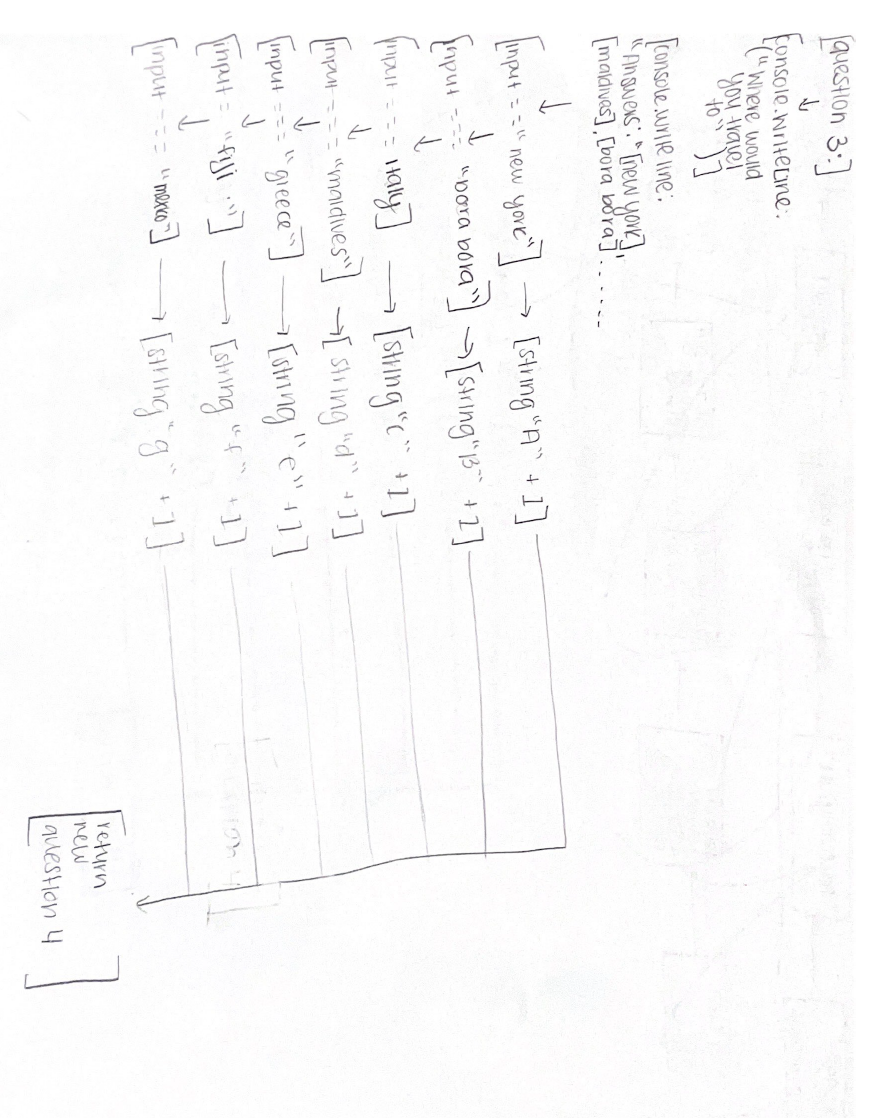 [question 3:]
[console.writeline:
("where would
you travel
to")]
[console.write line:
"Answers: "[new york],
[maldives], [bora bora]......
[input == "new york"] → [string "A" + 1]
[input === "bora bora"] → [string "B" + 1]
[input === itally] → [string "c" + 1]
[input === "maldives"] → [string "d" + 1]
[input === "greece"] → [string "e" + 1]
[input = "fiji :"] → [string "f" + 1]
[input === "mexico"] → [string "g" + 1]
[return
new
question 4]